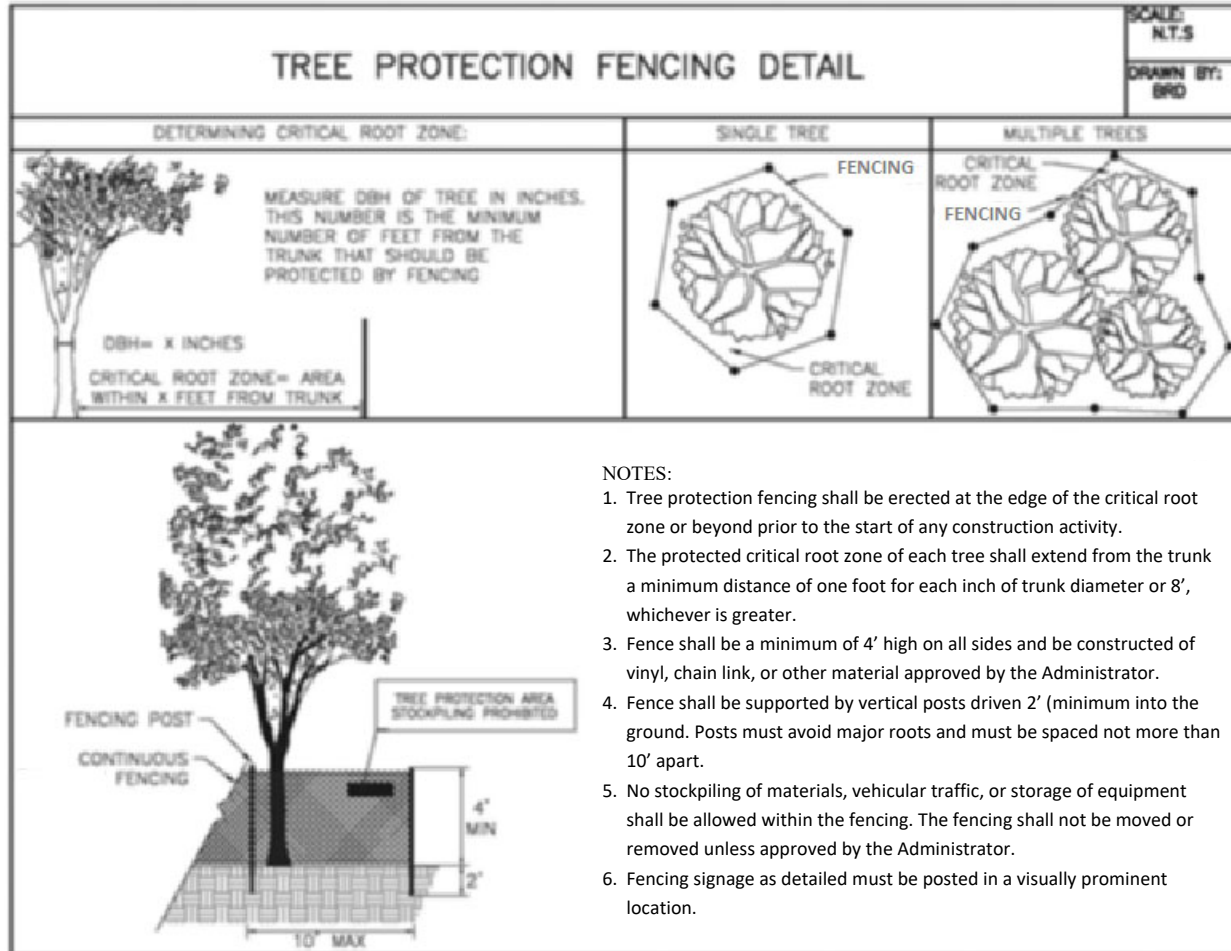 TREE PROTECTION FENCING DETAIL
SCALE:
N.T.S
DRAWN BY:
BRD
DETERMINING CRITICAL ROOT ZONE:
MEASURE DBH OF TREE IN INCHES.
THIS NUMBER IS THE MINIMUM
NUMBER OF FEET FROM THE
TRUNK THAT SHOULD BE
PROTECTED BY FENCING
DBH= X INCHES
CRITICAL ROOT ZONE= AREA
WITHIN X FEET FROM TRUNK
SINGLE TREE
FENCING
CRITICAL
ROOT ZONE
MULTIPLE TREES
CRITICAL
ROOT ZONE
FENCING
FENCING POST
CONTINUOUS
FENCING
TREE PROTECTION AREA
STOCKPILING PROHIBITED
4'
MIN
2'
10' MAX
NOTES:
1. Tree protection fencing shall be erected at the edge of the critical root
zone or beyond prior to the start of any construction activity.
2. The protected critical root zone of each tree shall extend from the trunk
a minimum distance of one foot for each inch of trunk diameter or 8’,
whichever is greater.
3. Fence shall be a minimum of 4’ high on all sides and be constructed of
vinyl, chain link, or other material approved by the Administrator.
4. Fence shall be supported by vertical posts driven 2’ (minimum into the
ground. Posts must avoid major roots and must be spaced not more than
10’ apart.
5. No stockpiling of materials, vehicular traffic, or storage of equipment
shall be allowed within the fencing. The fencing shall not be moved or
removed unless approved by the Administrator.
6. Fencing signage as detailed must be posted in a visually prominent
location.